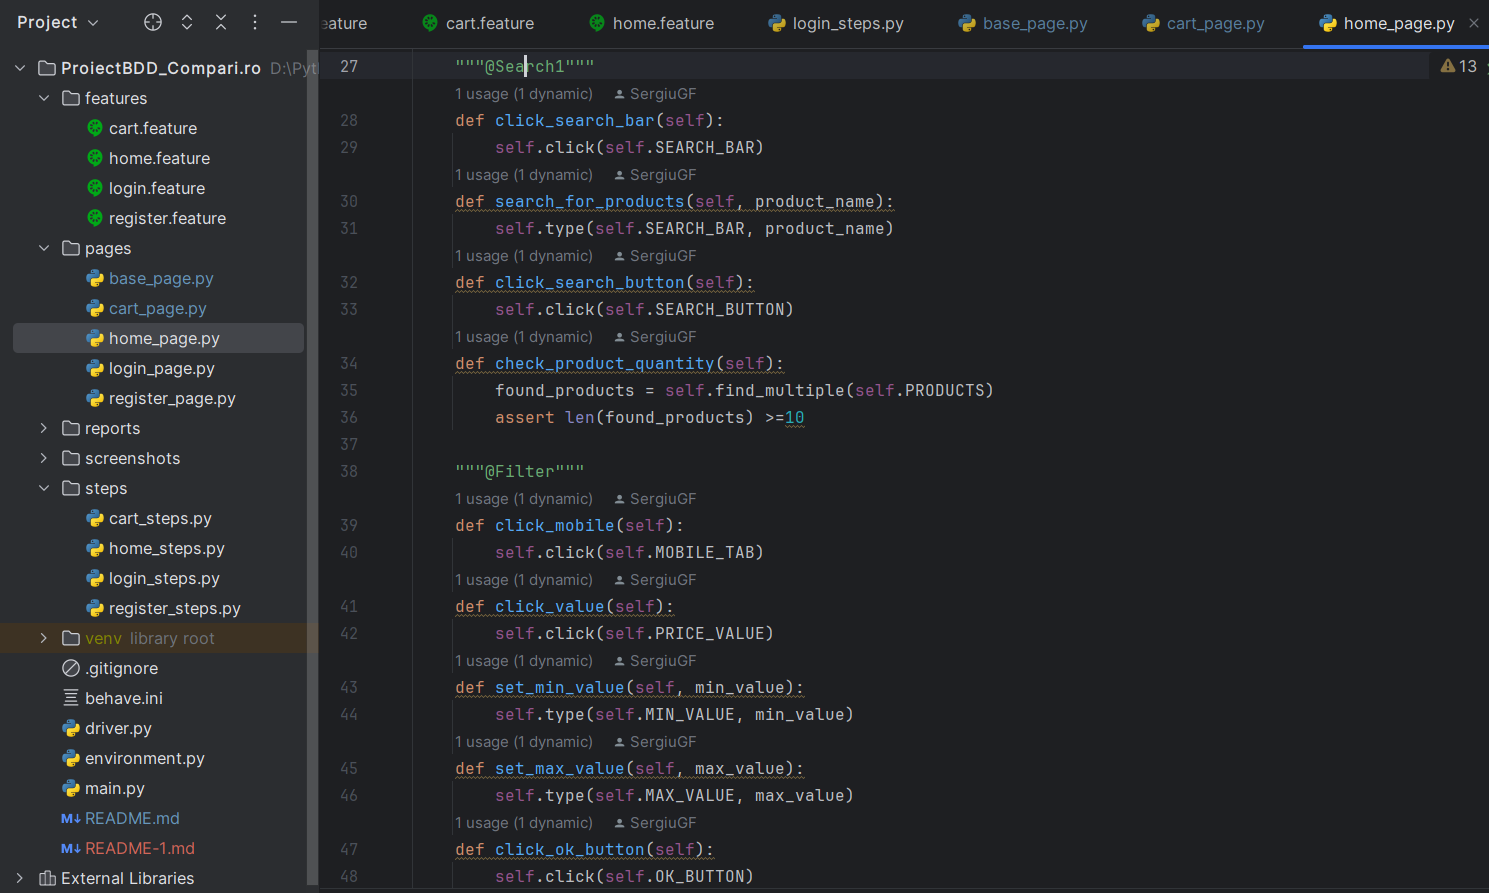 Project
eature
cart.feature
home.feature
login_steps.py
base_page.py
cart_page.py
home_page.py
ProiectBDD_Compari.ro D:\Pyt
features
cart.feature
home.feature
login.feature
register.feature
pages
base_page.py
cart_page.py
home_page.py
login_page.py
register_page.py
reports
screenshots
steps
cart_steps.py
home_steps.py
login_steps.py
register_steps.py
venv library root
.gitignore
behave.ini
driver.py
environment.py
main.py
M↓ README.md
M↓ README-1.md
External Libraries
13
27 """@Search1"""
1 usage (1 dynamic) SergiuGF
28 def click_search_bar(self):
29 self.click(self.SEARCH_BAR)
1 usage (1 dynamic) SergiuGF
30 def search_for_products(self, product_name):
31 self.type(self.SEARCH_BAR, product_name)
1 usage (1 dynamic) SergiuGF
32 def click_search_button(self):
33 self.click(self.SEARCH_BUTTON)
1 usage (1 dynamic) SergiuGF
34 def check_product_quantity(self):
35 found_products = self.find_multiple(self.PRODUCTS)
36 assert len(found_products) >=10
37
38 """@Filter"""
1 usage (1 dynamic) SergiuGF
39 def click_mobile(self):
40 self.click(self.MOBILE_TAB)
1 usage (1 dynamic) SergiuGF
41 def click_value(self):
42 self.click(self.PRICE_VALUE)
1 usage (1 dynamic) SergiuGF
43 def set_min_value(self, min_value):
44 self.type(self.MIN_VALUE, min_value)
1 usage (1 dynamic) SergiuGF
45 def set_max_value(self, max_value):
46 self.type(self.MAX_VALUE, max_value)
1 usage (1 dynamic) SergiuGF
47 def click_ok_button(self):
48 self.click(self.OK_BUTTON)